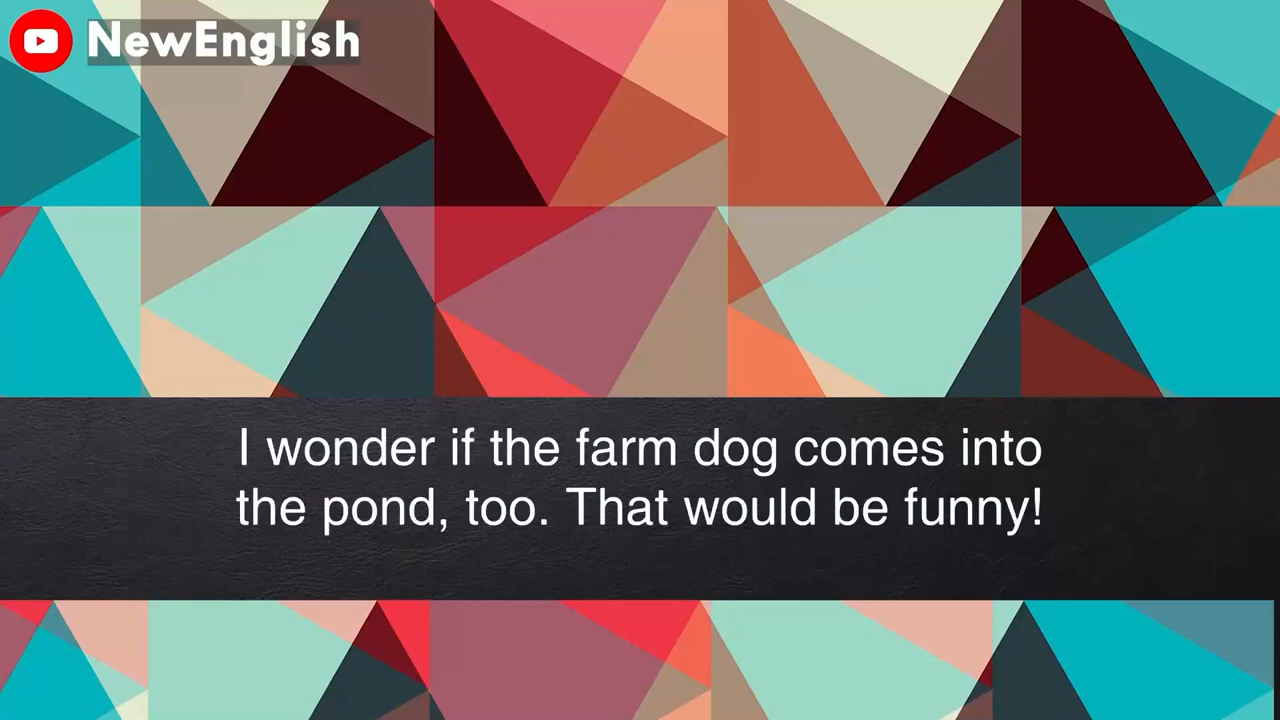 NewEnglish
I wonder if the farm dog comes into
the pond, too. That would be funny!